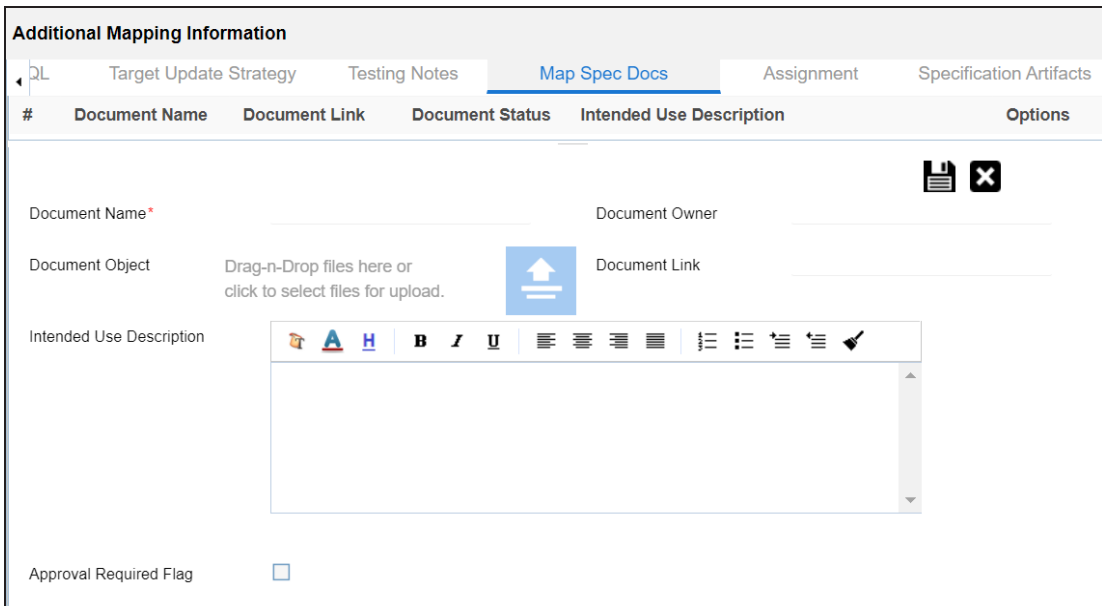 Additional Mapping Information
QL Target Update Strategy Testing Notes Map Spec Docs Assignment Specification Artifacts
# Document Name Document Link Document Status Intended Use Description Options
Document Name* Document Owner
Document Object Drag-n-Drop files here or click to select files for upload. Document Link
Intended Use Description
A H B I U
Approval Required Flag